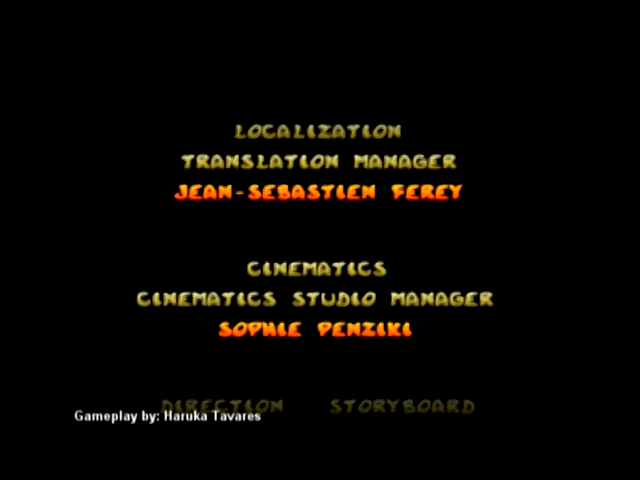 LOCALIZATION
TRANSLATION MANAGER
JEAN-SEBASTIEN FEREY
CINEMATICS
CINEMATICS STUDIO MANAGER
SOPHIE PENZIKI
DIRECTION STORYBOARD
Gameplay by: Haruka Tavares